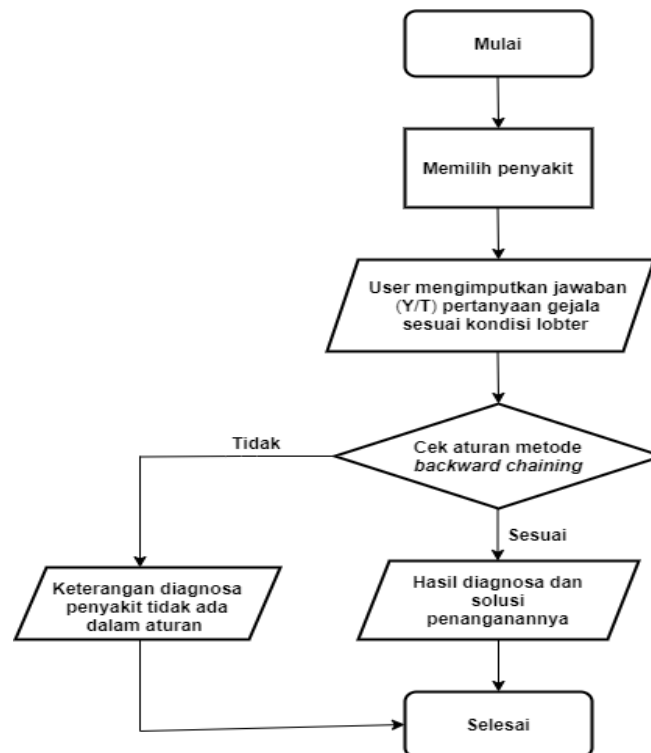 Mulai
Memilih penyakit
User mengimputkan jawaban
(Y/T) pertanyaan gejala
sesuai kondisi lobter
Cek aturan metode
backward chaining
Tidak
Sesuai
Keterangan diagnosa
penyakit tidak ada
dalam aturan
Hasil diagnosa dan
solusi
penanganannya
Selesai